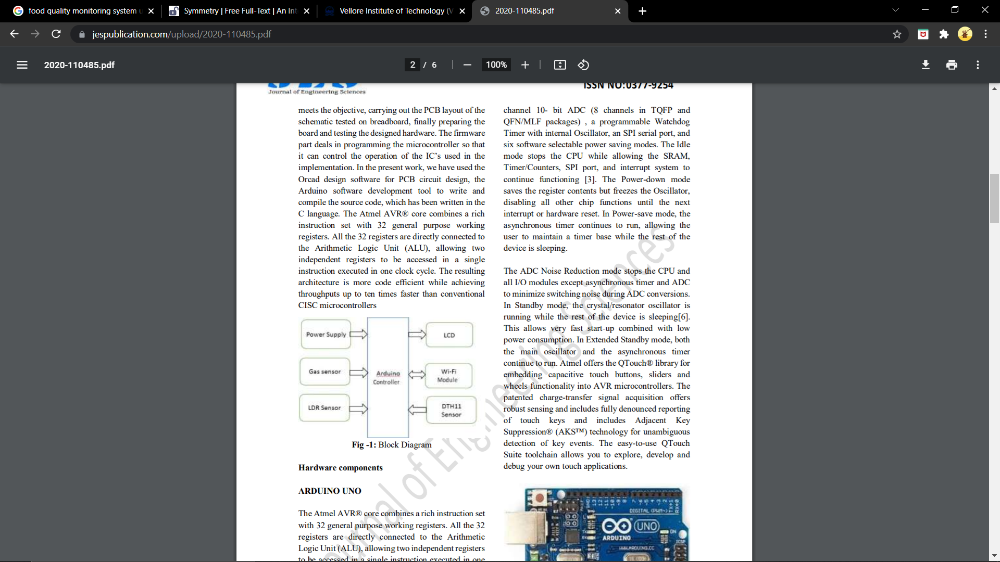 food quality monitoring system u
Symmetry | Free Full-Text | An Int
Vellore Institute of Technology (V
2020-110485.pdf
jespublication.com/upload/2020-110485.pdf
2020-110485.pdf
2 / 6
100%
Journal of Engineering Sciences
ISSN NO:0377-9254
meets the objective, carrying out the PCB layout of the
schematic tested on breadboard, finally preparing the
board and testing the designed hardware. The firmware
part deals in programming the microcontroller so that
it can control the operation of the IC's used in the
implementation. In the present work, we have used the
Orcad design software for PCB circuit design, the
Arduino software development tool to write and
compile the source code, which has been written in the
C language. The Atmel AVR® core combines a rich
instruction set with 32 general purpose working
registers. All the 32 registers are directly connected to
the Arithmetic Logic Unit (ALU), allowing two
independent registers to be accessed in a single
instruction executed in one clock cycle. The resulting
architecture is more code efficient while achieving
throughputs up to ten times faster than conventional
CISC microcontrollers
Power Supply
LCD
Gas sensor
Arduino
Controller
Wi-Fi
Module
LDR Sensor
DTH11
Sensor
Fig -1: Block Diagram
Hardware components
ARDUINO UNO
The Atmel AVR® core combines a rich instruction set
with 32 general purpose working registers. All the 32
registers are directly connected to the Arithmetic
Logic Unit (ALU), allowing two independent registers
to be accessed in a single instruction executed in one
channel 10- bit ADC (8 channels in TQFP and
QFN/MLF packages) , a programmable Watchdog
Timer with internal Oscillator, an SPI serial port, and
six software selectable power saving modes. The Idle
mode stops the CPU while allowing the SRAM,
Timer/Counters, SPI port, and interrupt system to
continue functioning [3]. The Power-down mode
saves the register contents but freezes the Oscillator,
disabling all other chip functions until the next
interrupt or hardware reset. In Power-save mode, the
asynchronous timer continues to run, allowing the
user to maintain a timer base while the rest of the
device is sleeping.
The ADC Noise Reduction mode stops the CPU and
all I/O modules except asynchronous timer and ADC
to minimize switching noise during ADC conversions.
In Standby mode, the crystal/resonator oscillator is
running while the rest of the device is sleeping[6].
This allows very fast start-up combined with low
power consumption. In Extended Standby mode, both
the main oscillator and the asynchronous timer
continue to run. Atmel offers the QTouch® library for
embedding capacitive touch buttons, sliders and
wheels functionality into AVR microcontrollers. The
patented charge-transfer signal acquisition offers
robust sensing and includes fully denounced reporting
of touch keys and includes Adjacent Key
Suppression® (AKS™) technology for unambiguous
detection of key events. The easy-to-use QTouch
Suite toolchain allows you to explore, develop and
debug your own touch applications.
DIGITAL (PWM~)
UNO
ARDUINO
ON
WWW.ARDUINO.CC
Journal of Engineering Sciences